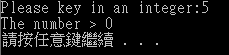 Please key in an integer:5
The number > 0
請按任意鍵繼續 . . .